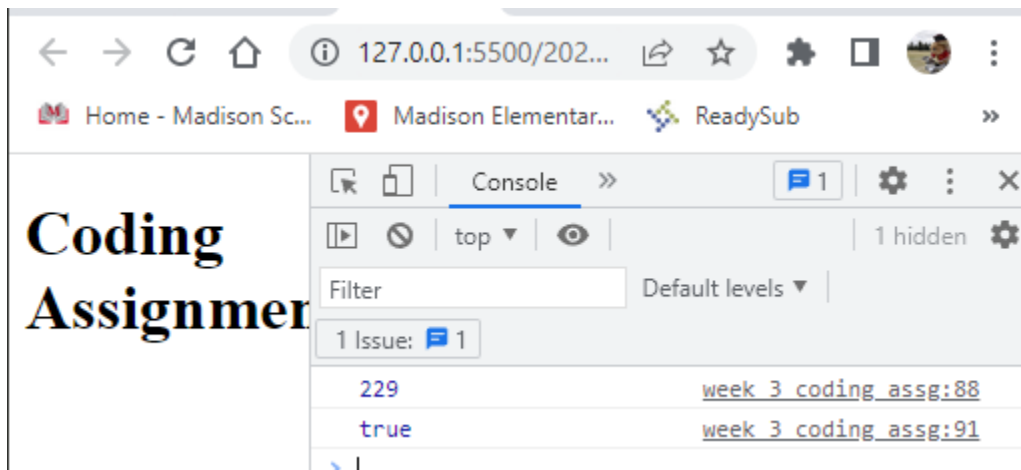 127.0.0.1:5500/202...
Home - Madison Sc... Madison Elementar... ReadySub »
Coding
Assignmen
Console » 1
top ▼ 1 hidden
Filter Default levels ▼
1 Issue: 1
229 week 3 coding assg:88
true week 3 coding assg:91
>